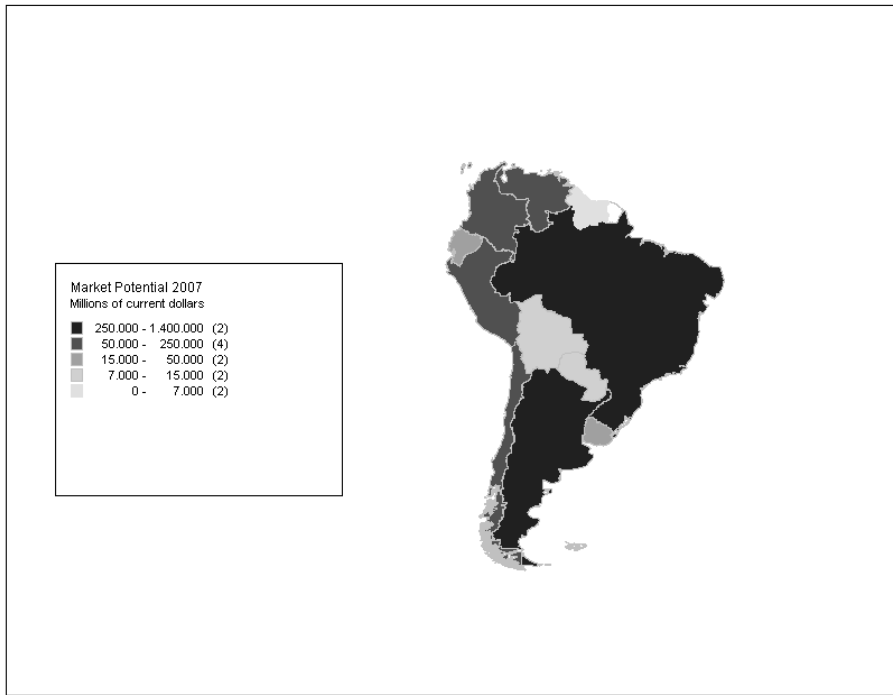 Market Potential 2007
Millions of current dollars
250.000 - 1.400.000 (2)
50.000 - 250.000 (4)
15.000 - 50.000 (2)
7.000 - 15.000 (2)
0 - 7.000 (2)